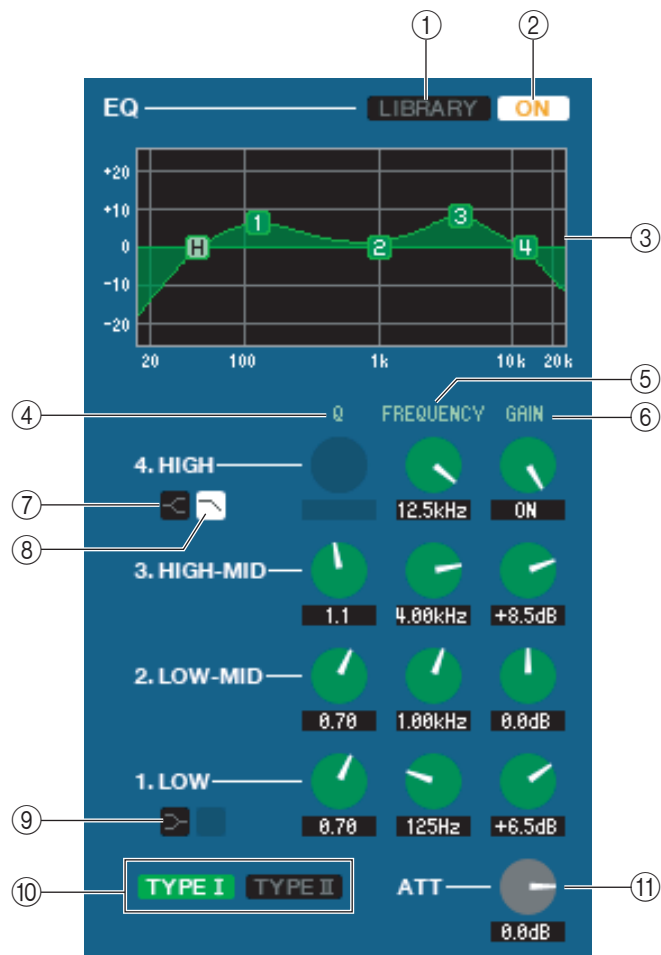 ① ②
EQ LIBRARY ON
+20
+10
0
-10
-20
H 1 2 3 4
③
20 100 1k 10k 20k
④ ⑤ ⑥
Q FREQUENCY GAIN
4. HIGH
12.5kHz ON
⑦
⑧
3. HIGH-MID
1.1 4.00kHz +8.5dB
2. LOW-MID
0.70 1.00kHz 0.0dB
1. LOW
⑨
0.70 125Hz +6.5dB
⑩ TYPE I TYPE II ATT ⑪
0.0dB